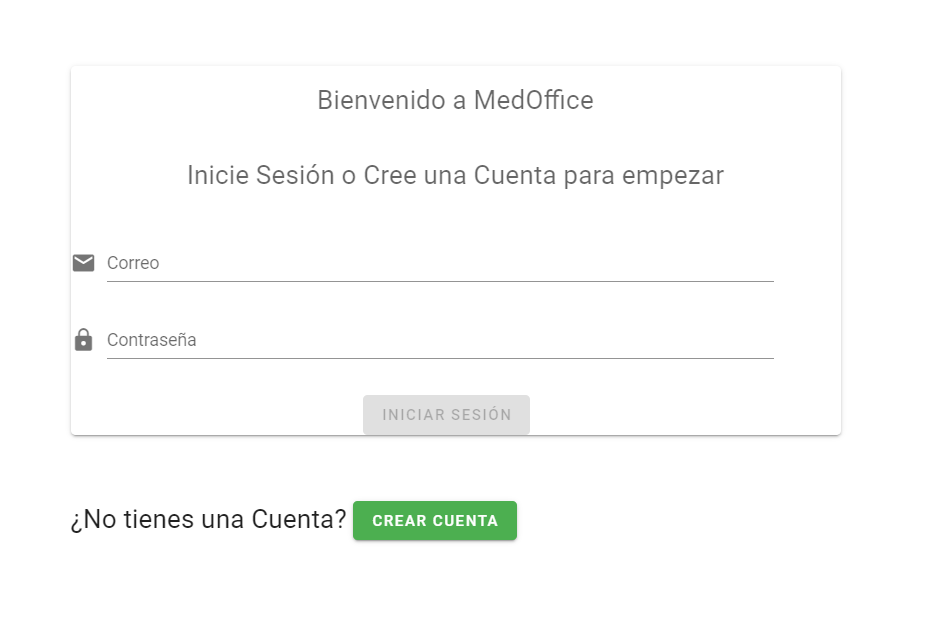 Bienvenido a MedOffice
Inicie Sesión o Cree una Cuenta para empezar
Correo
Contraseña
INICIAR SESIÓN
¿No tienes una Cuenta? CREAR CUENTA